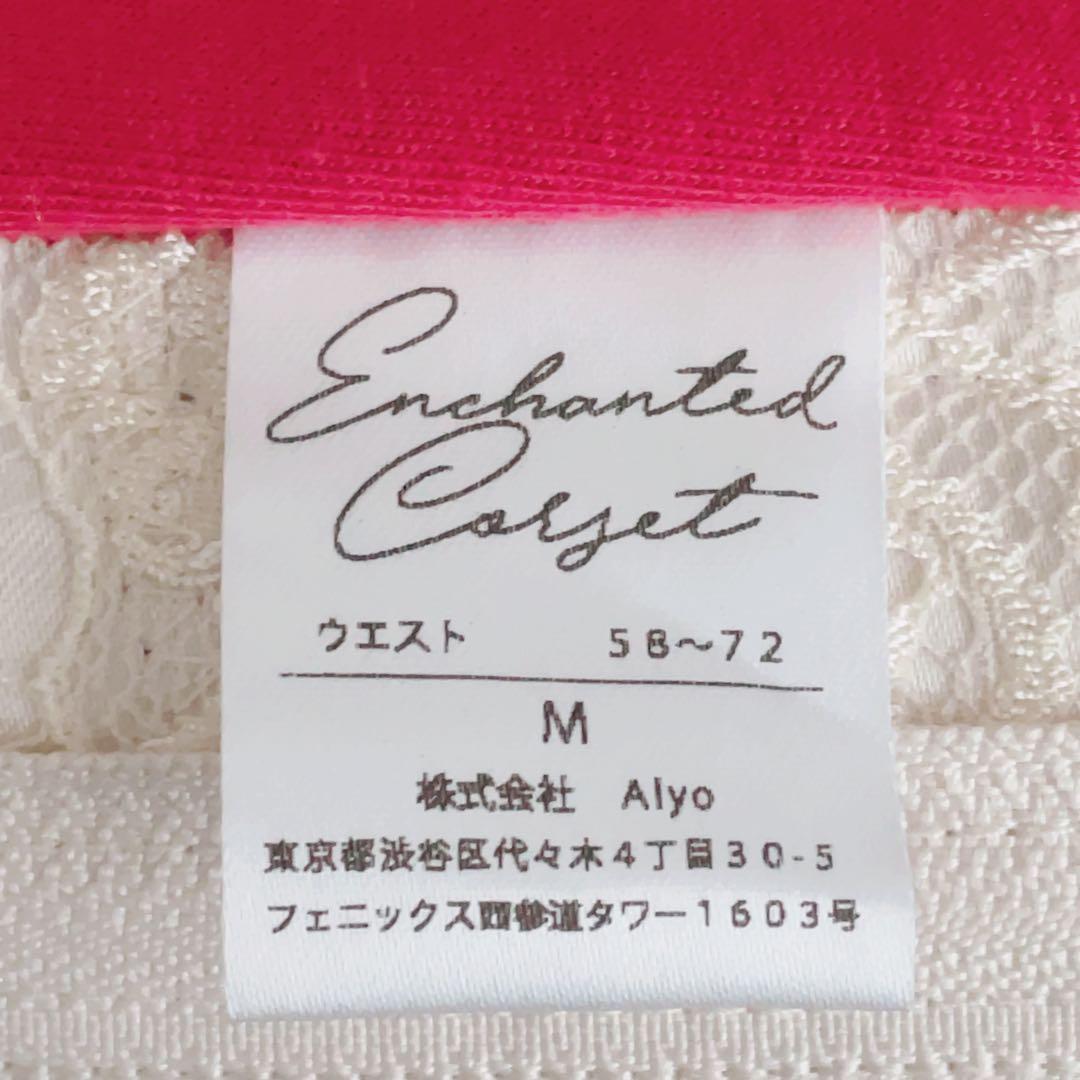 Enchanted
Corset
ウエスト 58~72
M
株式会社 Alyo
東京都渋谷区代々木4丁目30-5
フェニックス西参道タワー1603号